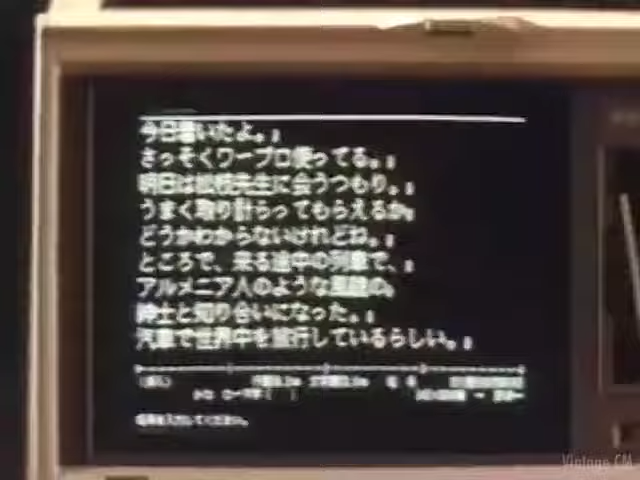 今日着いたよ。
さっそくワープロ使ってる。
明日は松枝先生に会うつもり。
うまく取り計らってもらえるか。
どうかわからないけれどね。
ところで、来る途中の列車で、
アルメニア人のような風貌の。
紳士と知り合いになった。
汽車で世界中を旅行しているらしい。
Vintage CM